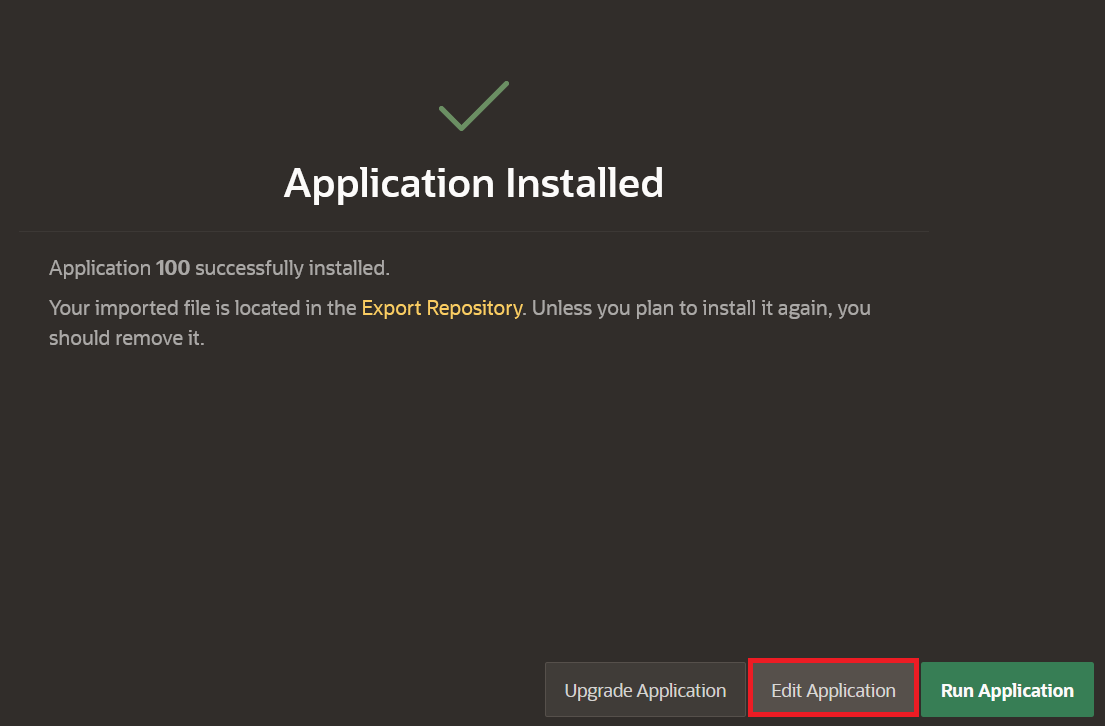 Application Installed
Application 100 successfully installed.
Your imported file is located in the Export Repository. Unless you plan to install it again, you
should remove it.
Upgrade Application
Edit Application
Run Application